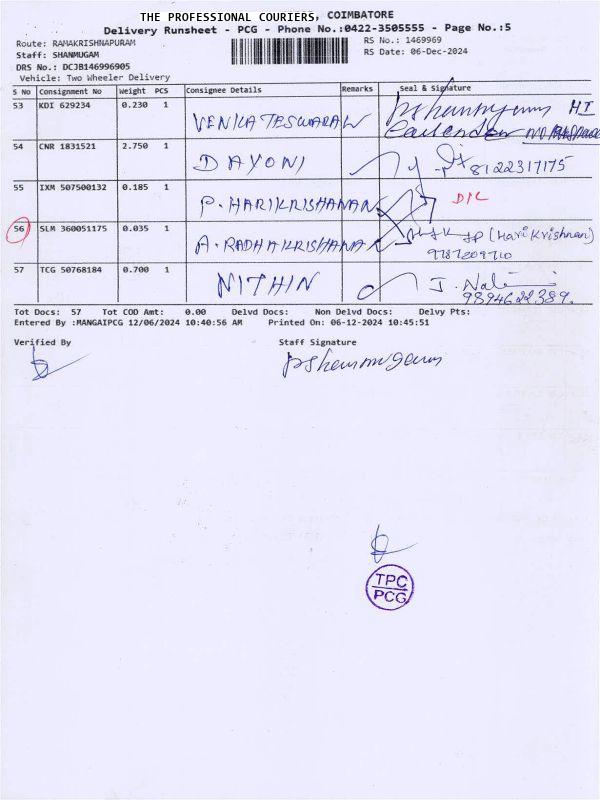 THE PROFESSIONAL COURIERS, COIMBATORE
Delivery Runsheet - PCG - Phone No.:0422-3505555 - Page No.:5
Route: RAMAKRISHNAPURAM
RS No.: 1469969
Staff: SHANMUGAM
RS Date: 06-Dec-2024
DRS No.: DCJB146996905
Vehicle: Two Wheeler Delivery
S No Consignment No Weight PCS Consignee Details Remarks Seal & Signature
53 KDI 629234 0.230 1 VENKATESWARAN Pshanmugam
54 CNR 1831521 2.750 1 DAYONI 8122317175
55 IXM 507500132 0.185 1 P. HARIKRISHANAN D/L
56 SLM 360051175 0.035 1 A. RADHAKRISHANAN (Hari Krishnan)
9787209710
57 TCG 50768184 0.700 1 NITHIN
9894622389.
Tot Docs: 57 Tot COD Amt: 0.00 Delvd Docs: Non Delvd Docs: Delvy Pts:
Entered By :MANGAIPCG 12/06/2024 10:40:56 AM Printed On: 06-12-2024 10:45:51
Verified By Staff Signature
Pshanmugam
TPC
PCG